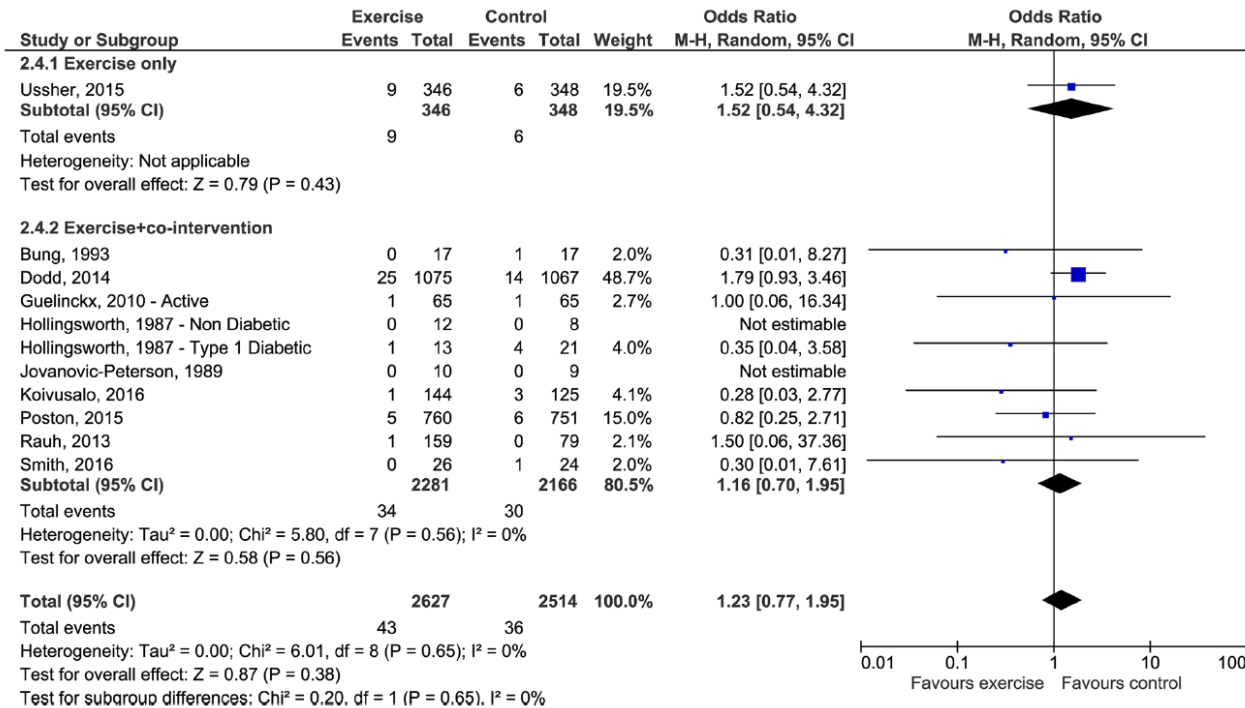 Exercise Control Odds Ratio Odds Ratio
Study or Subgroup Events Total Events Total Weight M-H, Random, 95% CI M-H, Random, 95% CI
2.4.1 Exercise only
Ussher, 2015 9 346 6 348 19.5% 1.52 [0.54, 4.32]
Subtotal (95% CI) 346 348 19.5% 1.52 [0.54, 4.32]
Total events 9 6
Heterogeneity: Not applicable
Test for overall effect: Z = 0.79 (P = 0.43)
2.4.2 Exercise+co-intervention
Bung, 1993 0 17 1 17 2.0% 0.31 [0.01, 8.27]
Dodd, 2014 25 1075 14 1067 48.7% 1.79 [0.93, 3.46]
Guelinckx, 2010 - Active 1 65 1 65 2.7% 1.00 [0.06, 16.34]
Hollingsworth, 1987 - Non Diabetic 0 12 0 8 Not estimable
Hollingsworth, 1987 - Type 1 Diabetic 1 13 4 21 4.0% 0.35 [0.04, 3.58]
Jovanovic-Peterson, 1989 0 10 0 9 Not estimable
Koivusalo, 2016 1 144 3 125 4.1% 0.28 [0.03, 2.77]
Poston, 2015 5 760 6 751 15.0% 0.82 [0.25, 2.71]
Rauh, 2013 1 159 0 79 2.1% 1.50 [0.06, 37.36]
Smith, 2016 0 26 1 24 2.0% 0.30 [0.01, 7.61]
Subtotal (95% CI) 2281 2166 80.5% 1.16 [0.70, 1.95]
Total events 34 30
Heterogeneity: Tau² = 0.00; Chi² = 5.80, df = 7 (P = 0.56); I² = 0%
Test for overall effect: Z = 0.58 (P = 0.56)
Total (95% CI) 2627 2514 100.0% 1.23 [0.77, 1.95]
Total events 43 36
Heterogeneity: Tau² = 0.00; Chi² = 6.01, df = 8 (P = 0.65); I² = 0%
Test for overall effect: Z = 0.87 (P = 0.38)
Test for subgroup differences: Chi² = 0.20, df = 1 (P = 0.65), I² = 0%
0.01 0.1 1 10 100
Favours exercise Favours control